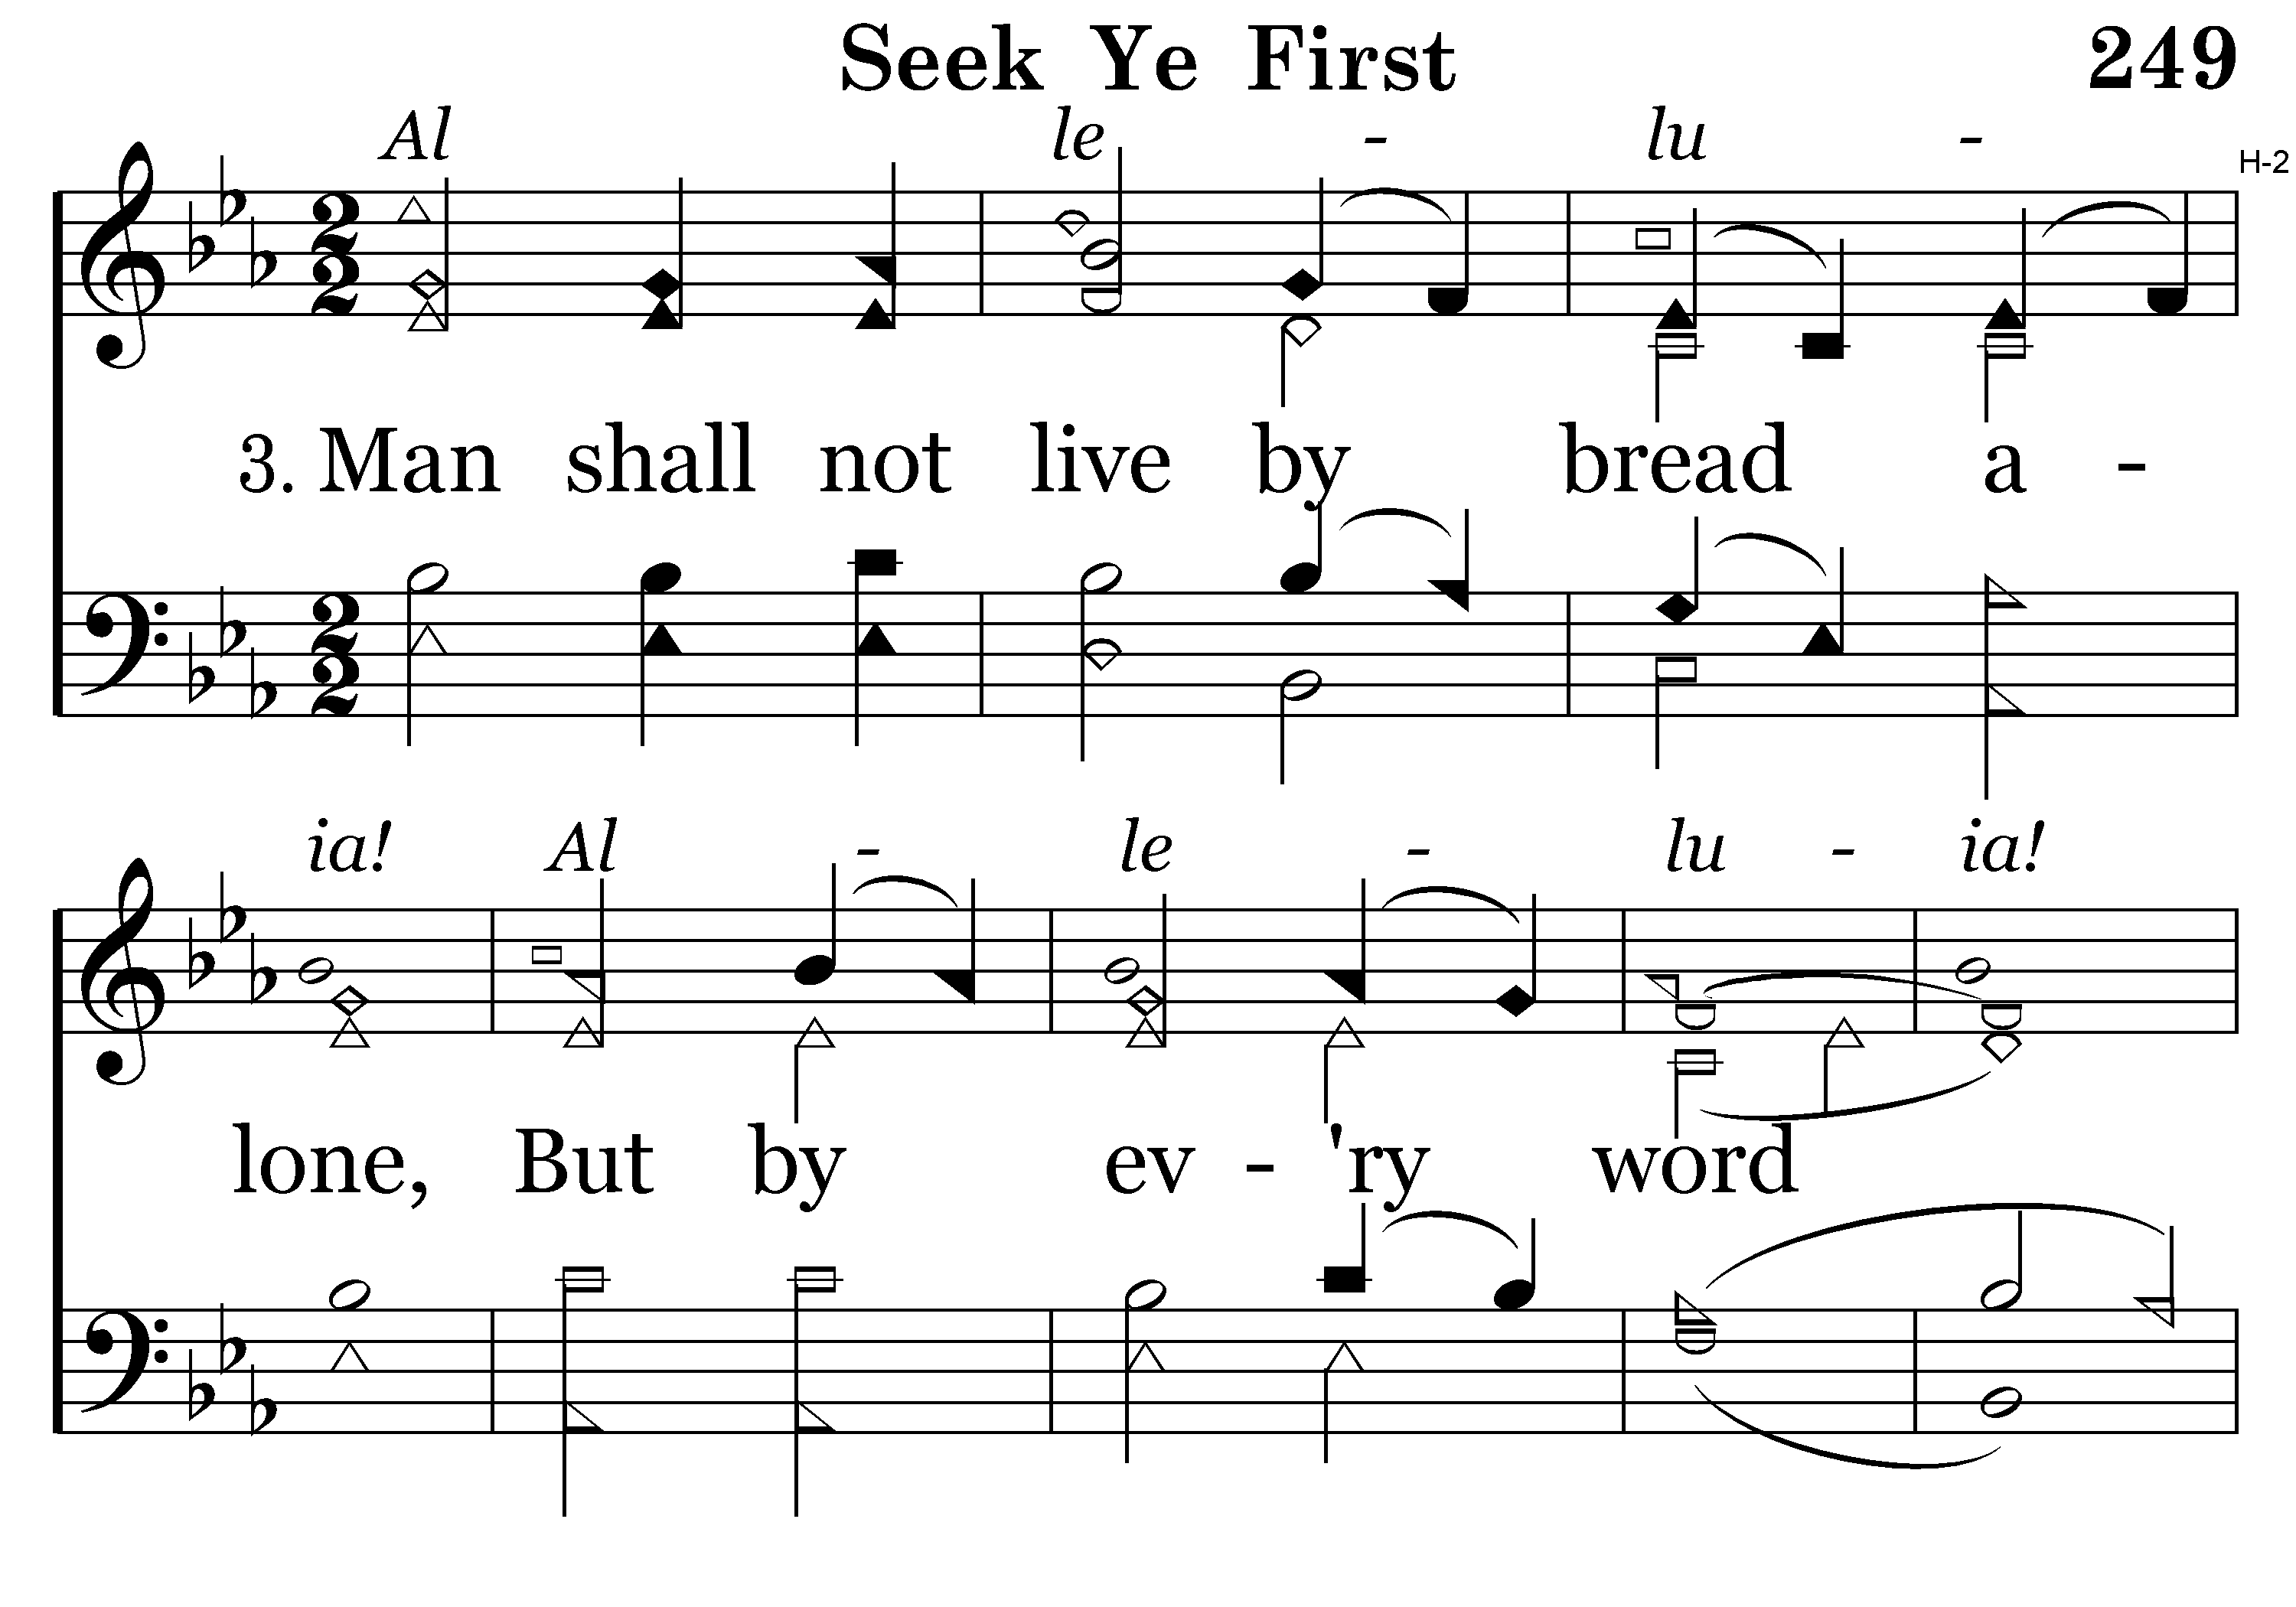 Seek Ye First 249
Al le - lu -
H-2
3. Man shall not live by bread a -
ia! Al - le - lu - ia!
lone, But by ev - 'ry word